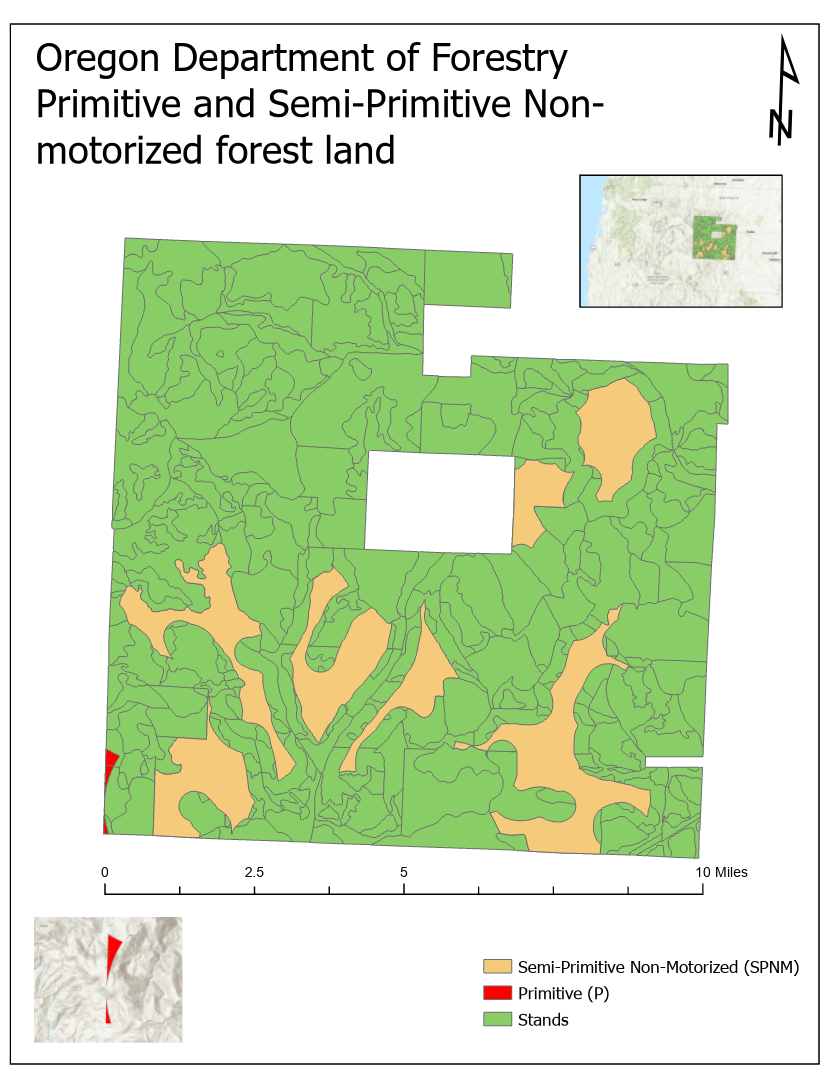 Oregon Department of Forestry
Primitive and Semi-Primitive Non-
motorized forest land
N
0 2.5 5 10 Miles
Semi-Primitive Non-Motorized (SPNM)
Primitive (P)
Stands